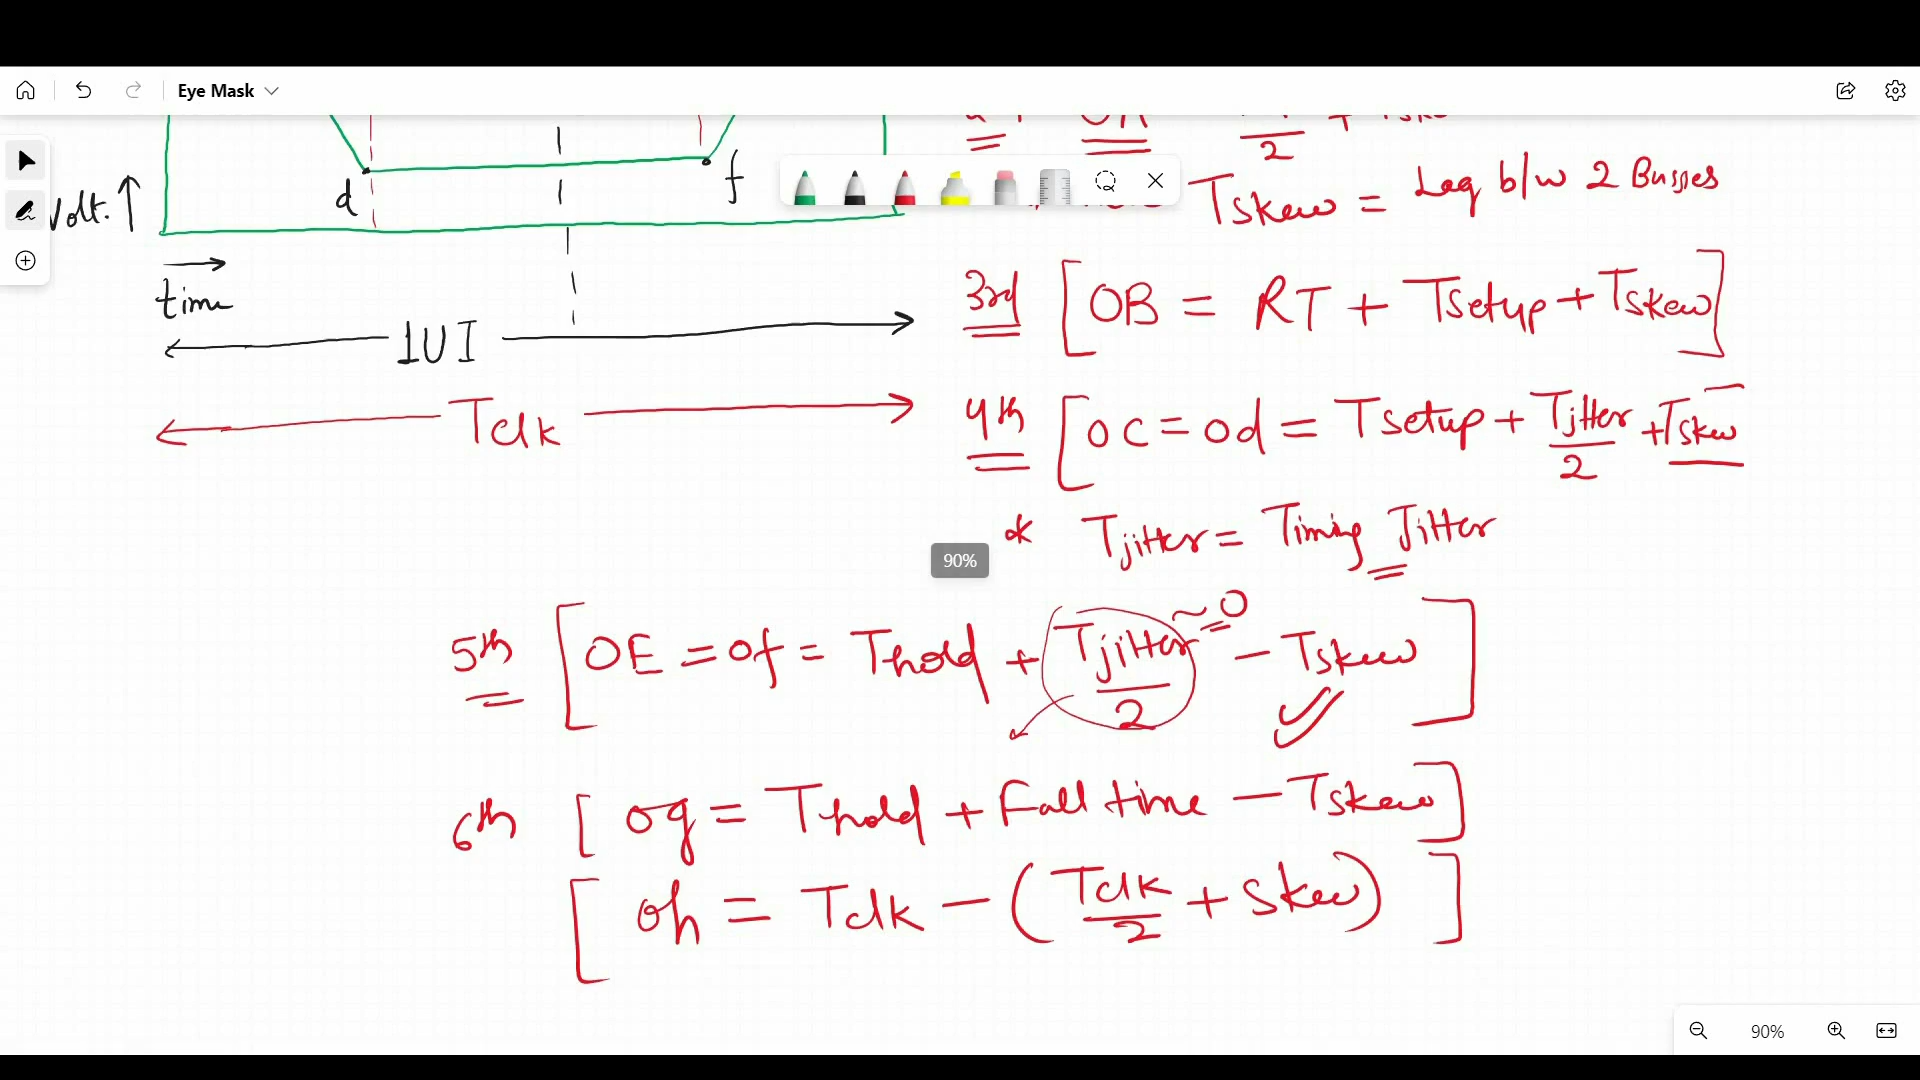 Eye Mask
2
Volt. ↑ d f
Tskew = Lag b/w 2 Busses
time
3rd [OB = RT + Tsetup + Tskew]
1UI
Tclk
4th [oc = od = Tsetup + Tjitter/2 + Tskew
* Tjitter = Timing Jitter
90%
5th [OE = of = Thold + Tjitter/2 ~0 - Tskew]
6th [og = Thold + Fall time - Tskew]
[oh = Tclk - (Tclk/2 + Skew)]
90%